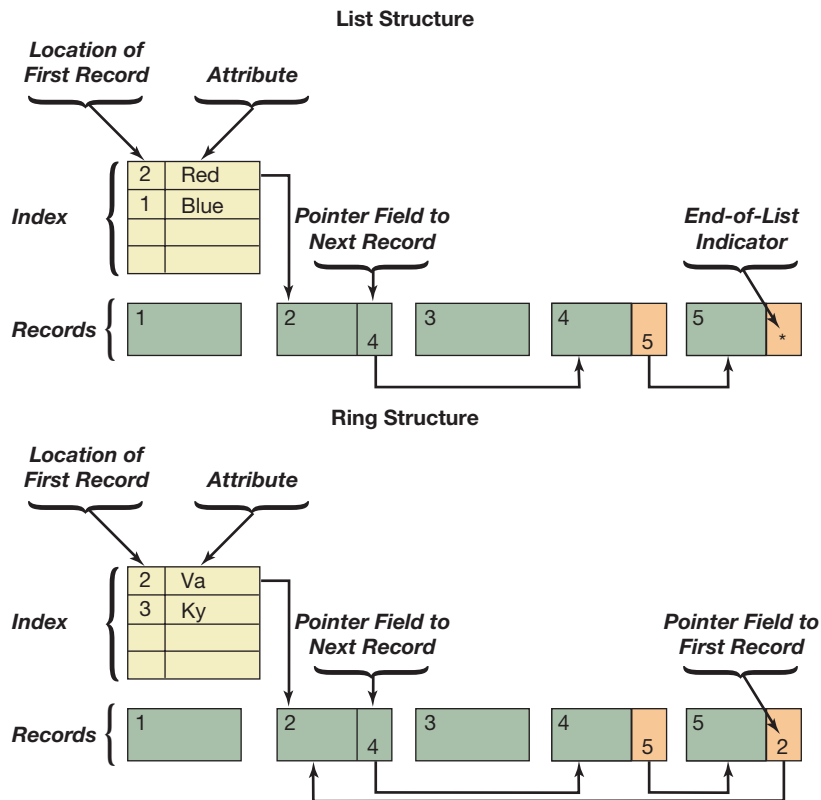 List Structure
Location of
First Record
Attribute
Index
2 Red
1 Blue
Pointer Field to
Next Record
End-of-List
Indicator
Records
1
2
4
3
4
5
5
*
Ring Structure
Location of
First Record
Attribute
Index
2 Va
3 Ky
Pointer Field to
Next Record
Pointer Field to
First Record
Records
1
2
4
3
4
5
5
2